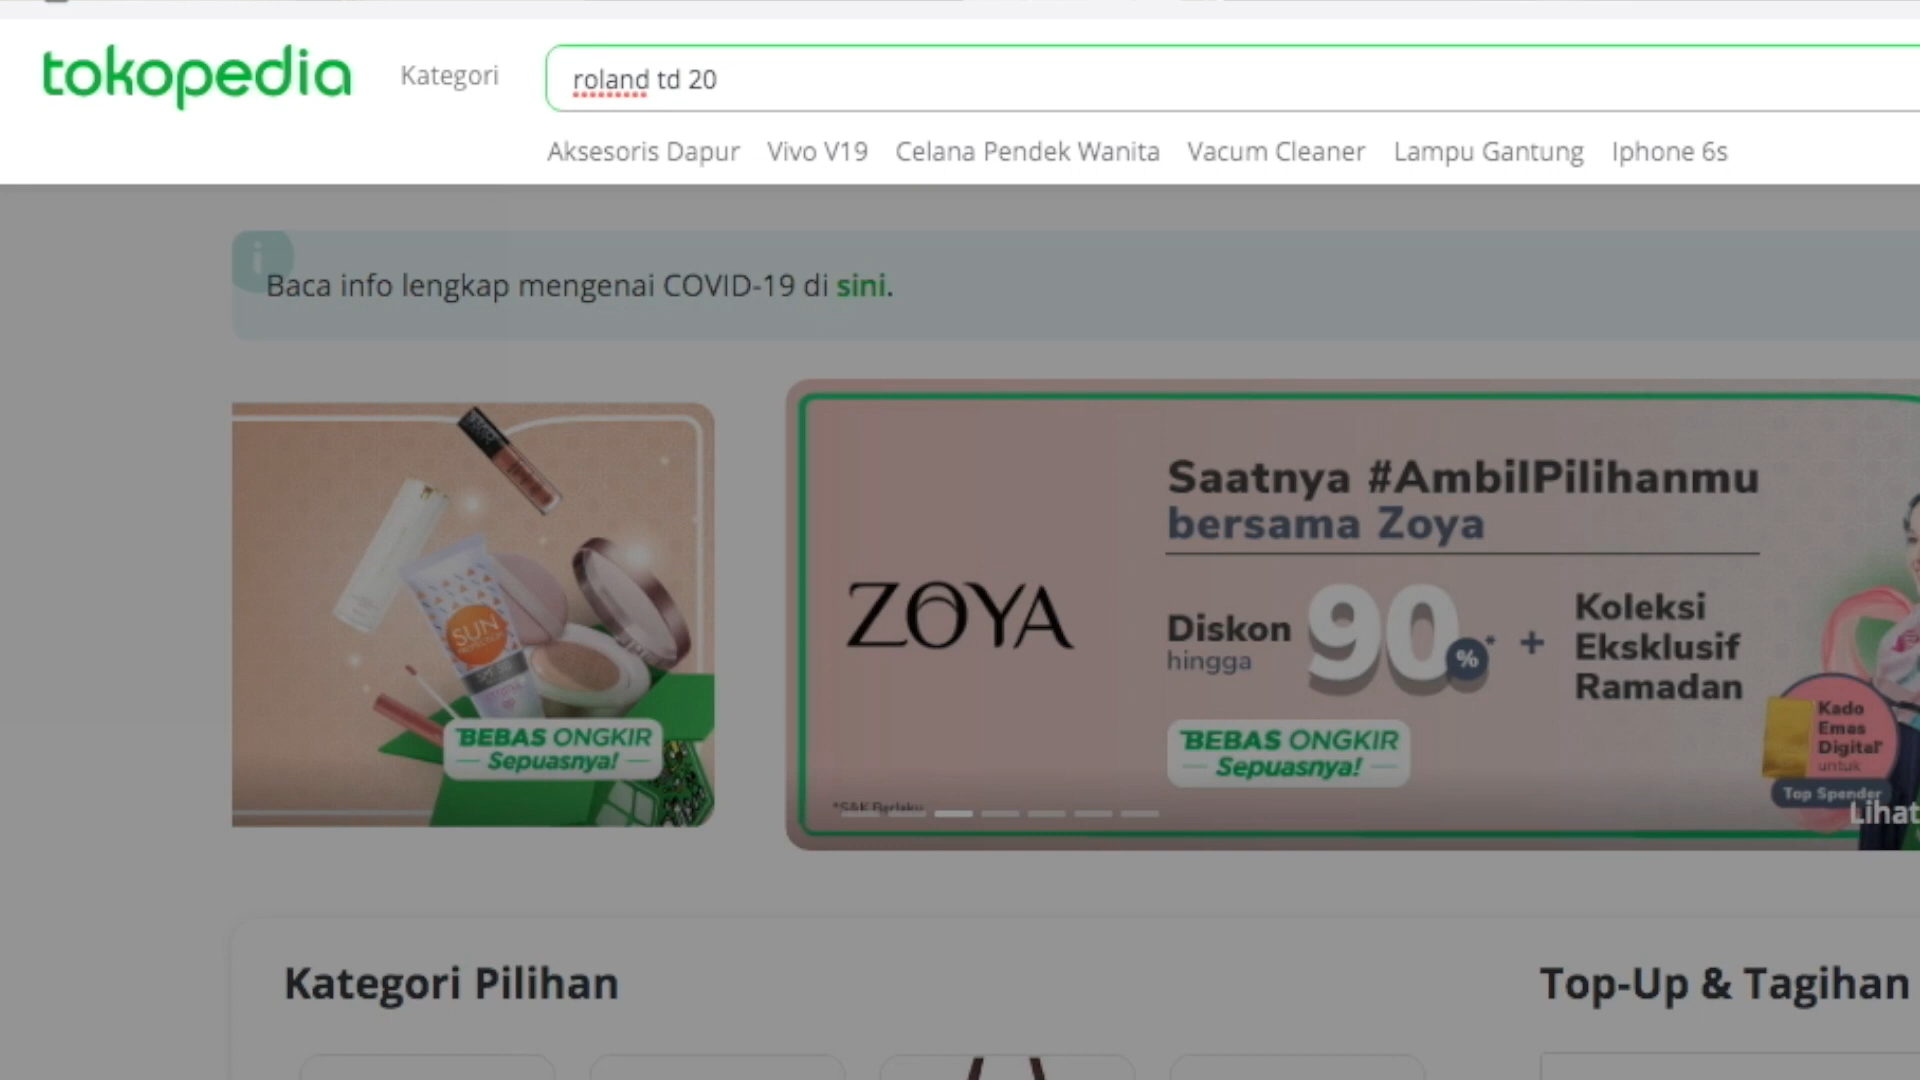 tokopedia
Kategori
roland td 20
Aksesoris Dapur Vivo V19 Celana Pendek Wanita Vacum Cleaner Lampu Gantung Iphone 6s
i
Baca info lengkap mengenai COVID-19 di sini.
SUN
PROTECTION
BEBAS ONGKIR
Sepuasnya!
ZOYA
Saatnya #AmbilPilihanmu
bersama Zoya
Diskon
hingga
90%*
+
Koleksi
Eksklusif
Ramadan
BEBAS ONGKIR
Sepuasnya!
*S&K Berlaku
Kado
Emas
Digital*
untuk
Top Spender
Lihat
Kategori Pilihan
Top-Up & Tagihan